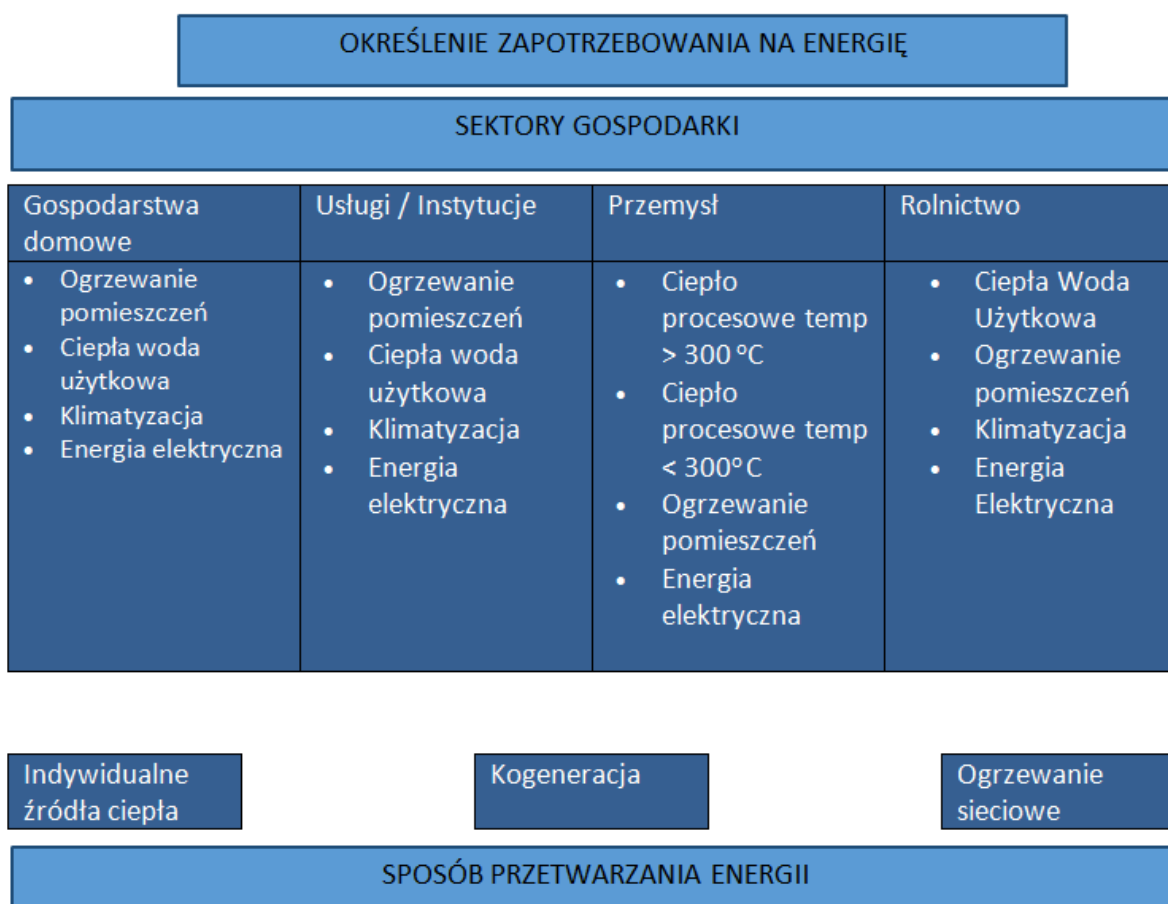 OKREŚLENIE ZAPOTRZEBOWANIA NA ENERGIĘ
SEKTORY GOSPODARKI
Gospodarstwa
domowe
• Ogrzewanie
pomieszczeń
• Ciepła woda
użytkowa
• Klimatyzacja
• Energia elektryczna
Usługi / Instytucje
• Ogrzewanie
pomieszczeń
• Ciepła woda
użytkowa
• Klimatyzacja
• Energia
elektryczna
Przemysł
• Ciepło
procesowe temp
> 300 °C
• Ciepło
procesowe temp
< 300° C
• Ogrzewanie
pomieszczeń
• Energia
elektryczna
Rolnictwo
• Ciepła Woda
Użytkowa
• Ogrzewanie
pomieszczeń
• Klimatyzacja
• Energia
Elektryczna
Indywidualne
źródła ciepła
Kogeneracja
Ogrzewanie
sieciowe
SPOSÓB PRZETWARZANIA ENERGII